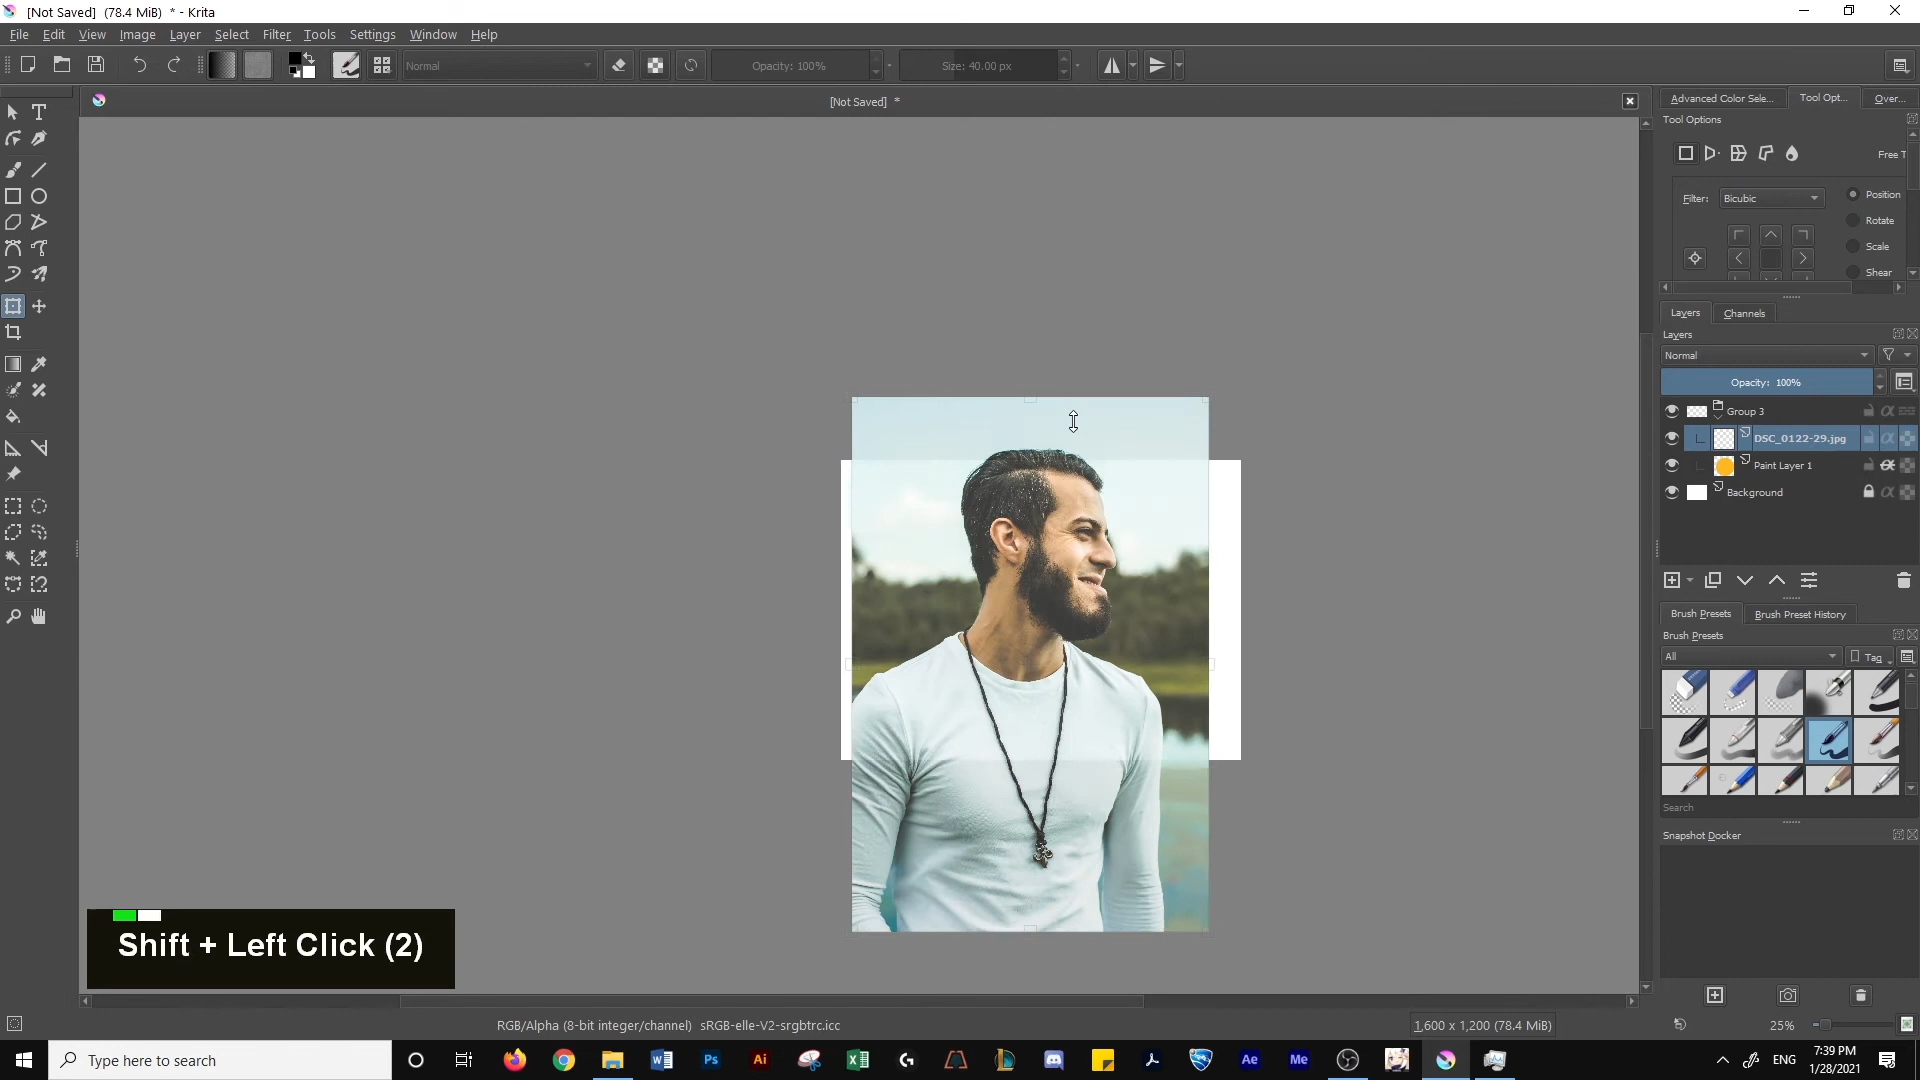 [Not Saved]  (78.4 MiB)  * - Krita
File Edit View Image Layer Select Filter Tools Settings Window Help
Normal
Opacity: 100%
Size: 40.00 px
[Not Saved]  *
Advanced Color Sele...
Tool Opt...
Over...
Tool Options
Free T
Filter:
Bicubic
Position
Rotate
Scale
Shear
Layers
Channels
Layers
Normal
Opacity:  100%
Group 3
DSC_0122-29.jpg
Paint Layer 1
Background
Brush Presets
Brush Preset History
Brush Presets
All
Tag
Search
Snapshot Docker
Shift + Left Click (2)
RGB/Alpha (8-bit integer/channel)  sRGB-elle-V2-srgbtrc.icc
1,600 x 1,200 (78.4 MiB)
25%
Type here to search
W
Ps
Ai
X
Ae
Me
ENG
7:39 PM
1/28/2021